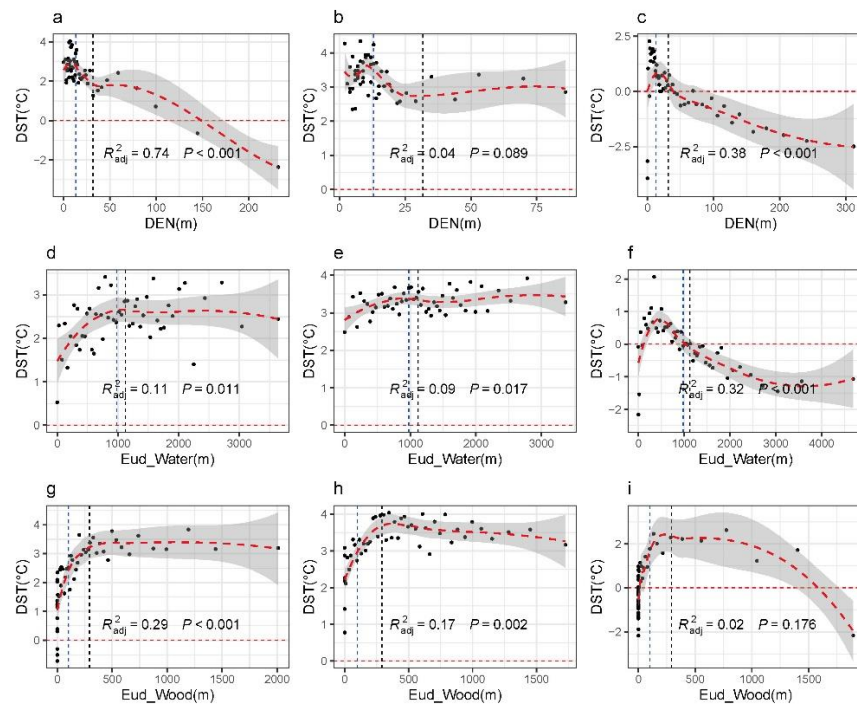 a
b
c
DST(°C)
4
2
0
−2
R²adj = 0.74 P < 0.001
0
50
100
150
200
DEN(m)
DST(°C)
4
3
2
1
0
R²adj = 0.04 P = 0.089
0
25
50
75
DEN(m)
DST(°C)
2.5
0.0
−2.5
R²adj = 0.38 P < 0.001
0
100
200
300
DEN(m)
d
e
f
DST(°C)
3
2
1
0
R²adj = 0.11 P = 0.011
0
1000
2000
3000
Eud_Water(m)
DST(°C)
4
3
2
1
0
R²adj = 0.09 P = 0.017
0
1000
2000
3000
Eud_Water(m)
DST(°C)
2
1
0
−1
−2
R²adj = 0.32 P < 0.001
0
1000
2000
3000
4000
Eud_Water(m)
g
h
i
DST(°C)
4
3
2
1
0
R²adj = 0.29 P < 0.001
0
500
1000
1500
2000
Eud_Wood(m)
DST(°C)
4
3
2
1
0
R²adj = 0.17 P = 0.002
0
500
1000
1500
Eud_Wood(m)
DST(°C)
4
2
0
−2
R²adj = 0.02 P = 0.176
0
500
1000
1500
Eud_Wood(m)